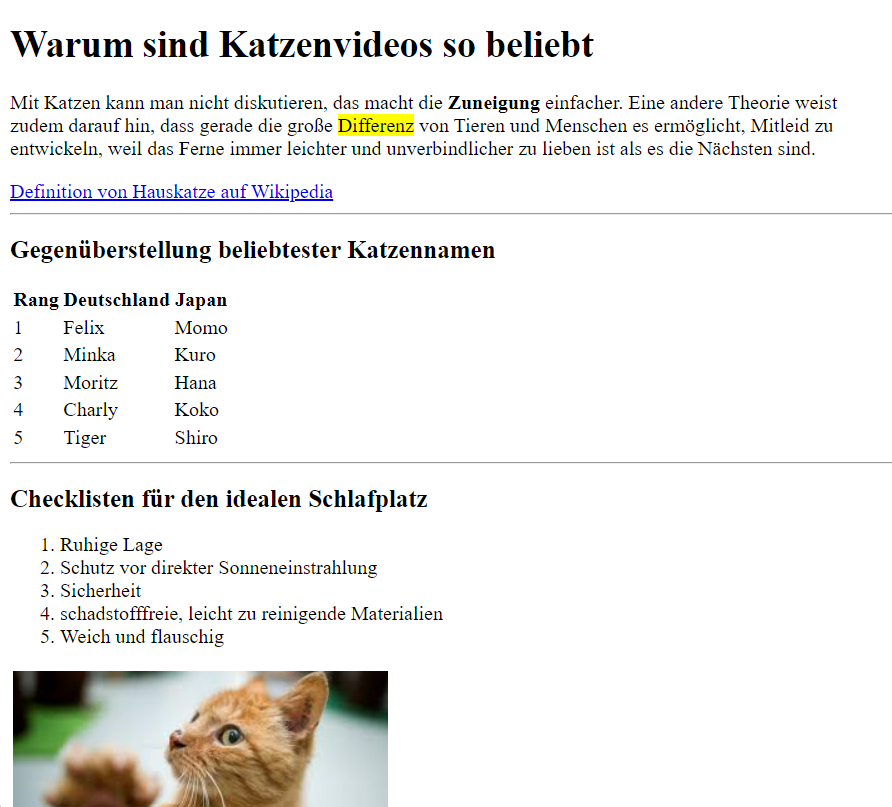 Warum sind Katzenvideos so beliebt
Mit Katzen kann man nicht diskutieren, das macht die Zuneigung einfacher. Eine andere Theorie weist
zudem darauf hin, dass gerade die große Differenz von Tieren und Menschen es ermöglicht, Mitleid zu
entwickeln, weil das Ferne immer leichter und unverbindlicher zu lieben ist als es die Nächsten sind.
Definition von Hauskatze auf Wikipedia
Gegenüberstellung beliebtester Katzennamen
Rang Deutschland Japan
1 Felix Momo
2 Minka Kuro
3 Moritz Hana
4 Charly Koko
5 Tiger Shiro
Checklisten für den idealen Schlafplatz
1. Ruhige Lage
2. Schutz vor direkter Sonneneinstrahlung
3. Sicherheit
4. schadstofffreie, leicht zu reinigende Materialien
5. Weich und flauschig